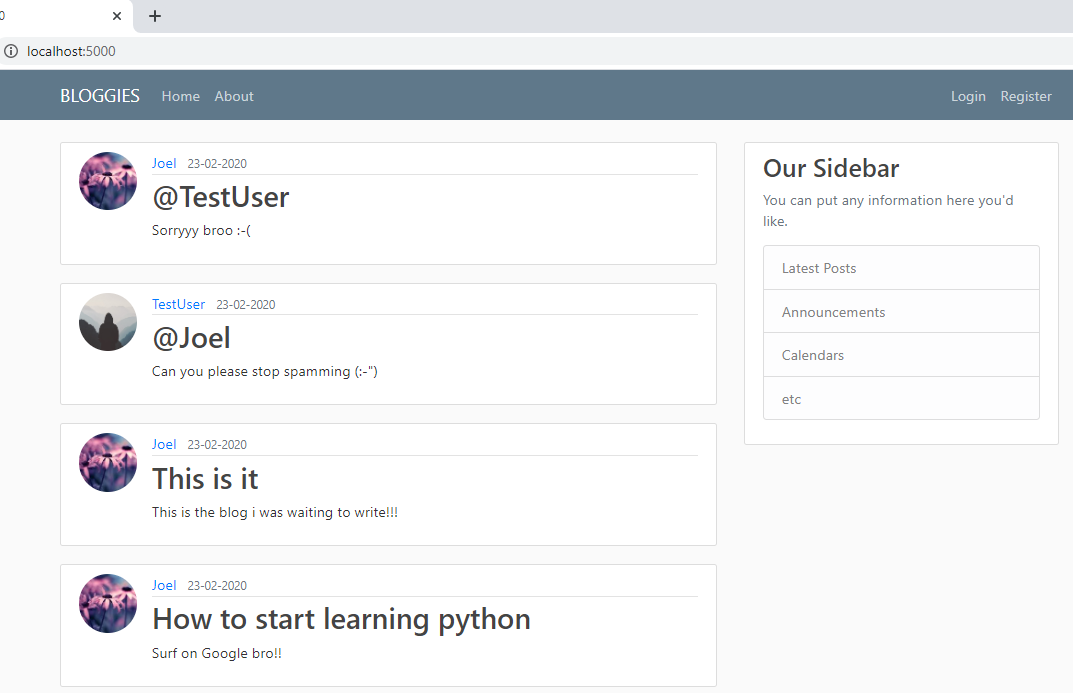 0
localhost:5000
BLOGGIES Home About Login Register
Joel 23-02-2020
@TestUser
Sorryyy broo :-(
TestUser 23-02-2020
@Joel
Can you please stop spamming (:-")
Joel 23-02-2020
This is it
This is the blog i was waiting to write!!!
Joel 23-02-2020
How to start learning python
Surf on Google bro!!
Our Sidebar
You can put any information here you'd
like.
Latest Posts
Announcements
Calendars
etc